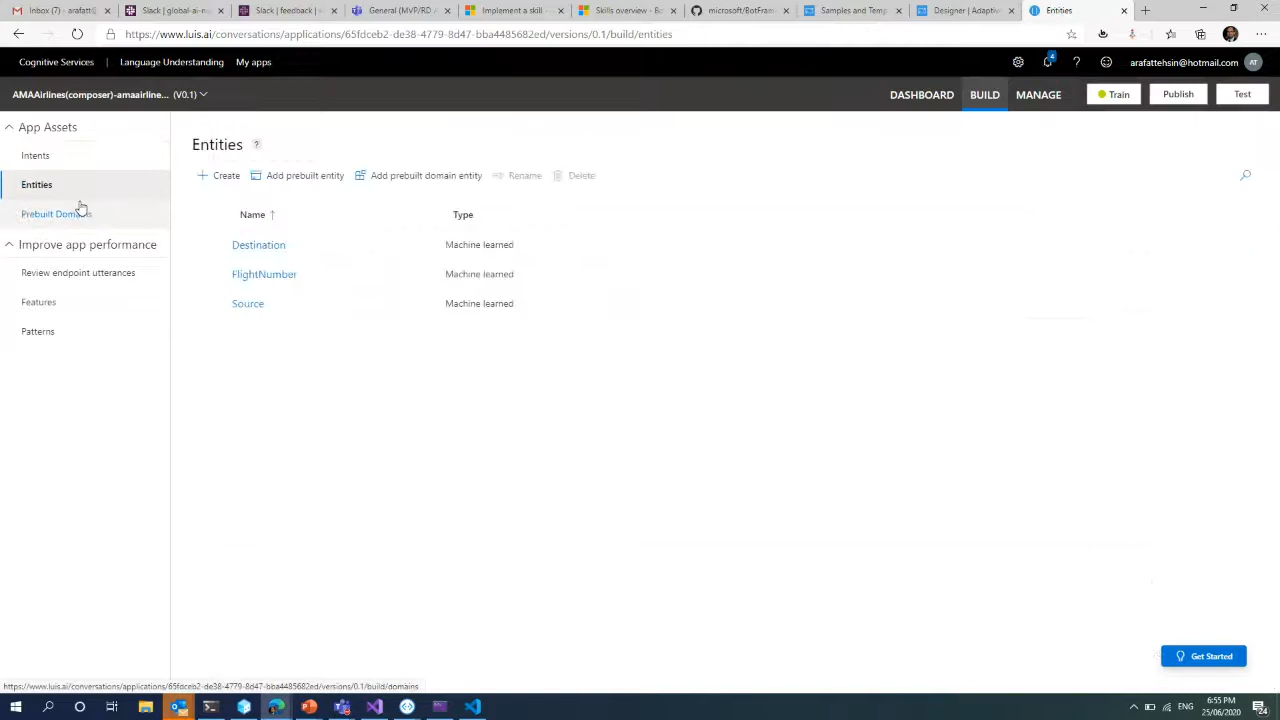 Inbox (7) - arafat@
Slack | global-ai-n
Slack | feedback |
General (MVP/RD
Implement a skill
Skills overview - Bo
microsoft/BotFram
Samples and Temp
Designer | Adaptive
Entities
https://www.luis.ai/conversations/applications/65fdceb2-de38-4779-8d47-bba4485682ed/versions/0.1/build/entities
Cognitive Services | Language Understanding My apps
4 ? arafattehsin@hotmail.com AT
AMAAirlines(composer)-amaairline... (V0.1) DASHBOARD BUILD MANAGE Train Publish Test
App Assets
Intents
Entities
Prebuilt Domains
Improve app performance
Review endpoint utterances
Features
Patterns
Entities ?
Create Add prebuilt entity Add prebuilt domain entity Rename Delete
Name ↑ Type
Destination Machine learned
FlightNumber Machine learned
Source Machine learned
Get Started
https://www.luis.ai/conversations/applications/65fdceb2-de38-4779-8d47-bba4485682ed/versions/0.1/build/domains
ENG
6:55 PM
25/06/2020
24